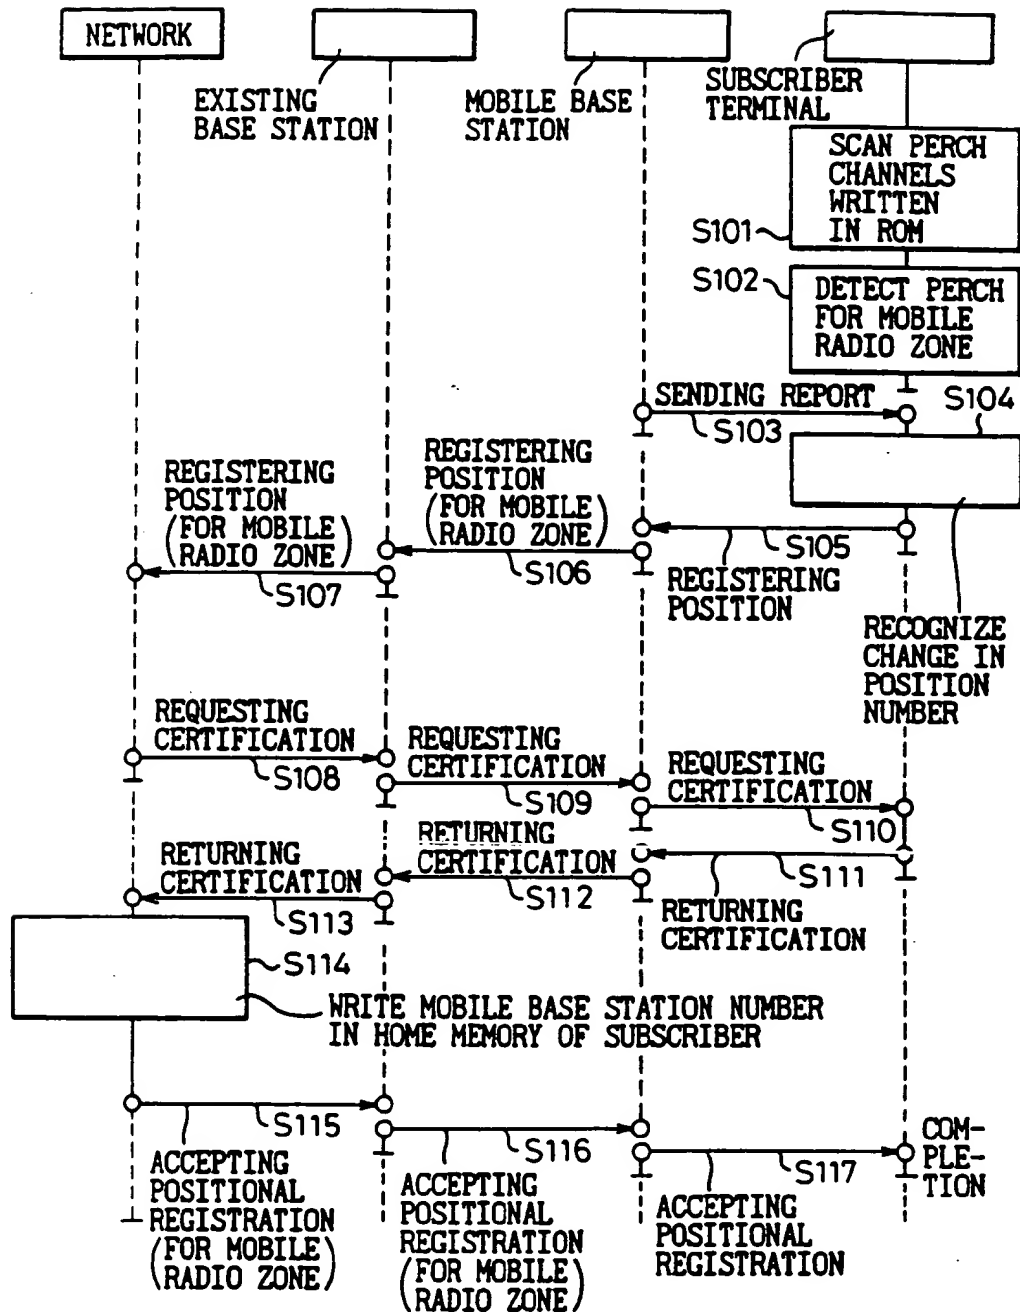 NETWORK
EXISTING
BASE STATION
MOBILE BASE
STATION
SUBSCRIBER
TERMINAL
SCAN PERCH
CHANNELS
WRITTEN
IN ROM
S101
S102
DETECT PERCH
FOR MOBILE
RADIO ZONE
SENDING REPORT
S103
S104
REGISTERING
POSITION
(FOR MOBILE
RADIO ZONE)
REGISTERING
POSITION
(FOR MOBILE
RADIO ZONE)
S105
S106
S107
REGISTERING
POSITION
RECOGNIZE
CHANGE IN
POSITION
NUMBER
REQUESTING
CERTIFICATION
S108
REQUESTING
CERTIFICATION
S109
REQUESTING
CERTIFICATION
S110
RETURNING
CERTIFICATION
S113
RETURNING
CERTIFICATION
S112
S111
RETURNING
CERTIFICATION
S114
WRITE MOBILE BASE STATION NUMBER
IN HOME MEMORY OF SUBSCRIBER
S115
S116
S117
COM-
PLE-
TION
ACCEPTING
POSITIONAL
REGISTRATION
(FOR MOBILE
RADIO ZONE)
ACCEPTING
POSITIONAL
REGISTRATION
(FOR MOBILE
RADIO ZONE)
ACCEPTING
POSITIONAL
REGISTRATION